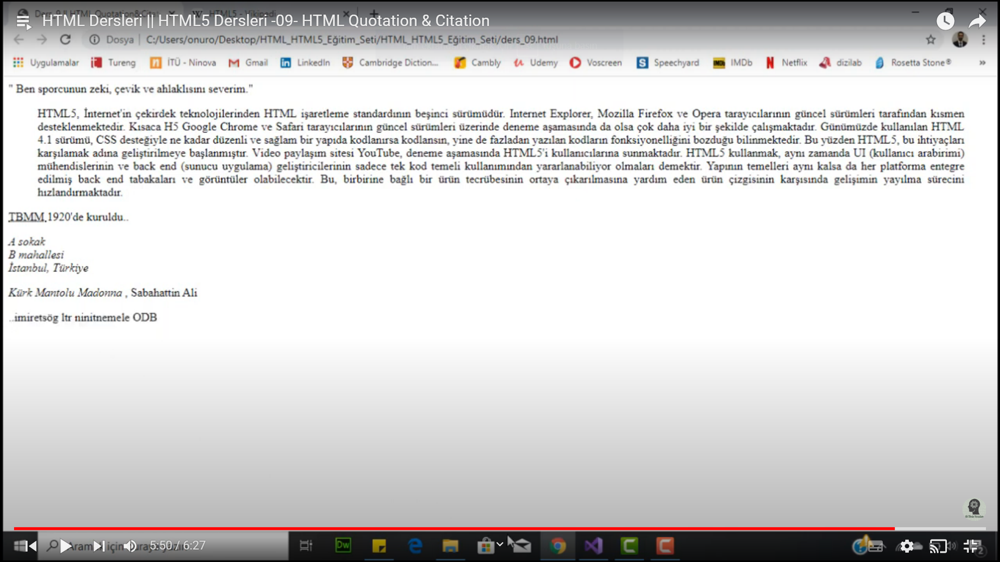 HTML Dersleri || HTML5 Dersleri -09- HTML Quotation & Citation
Dosya | C:/Users/onuro/Desktop/HTML_HTML5_Eğitim_Seti/HTML_HTML5_Eğitim_Seti/ders_09.html
Uygulamalar Tureng İTÜ - Ninova Gmail LinkedIn Cambridge Diction... Cambly Udemy Voscreen Speechyard IMDb Netflix dizilab Rosetta Stone® »
" Ben sporcunun zeki, çevik ve ahlaklısını severim."
HTML5, İnternet'in çekirdek teknolojilerinden HTML işaretleme standardının beşinci sürümüdür. Internet Explorer, Mozilla Firefox ve Opera tarayıcılarının güncel sürümleri tarafından kısmen
desteklenmektedir. Kısaca H5 Google Chrome ve Safari tarayıcılarının güncel sürümleri üzerinde deneme aşamasında da olsa çok daha iyi bir şekilde çalışmaktadır. Günümüzde kullanılan HTML
4.1 sürümü, CSS desteğiyle ne kadar düzenli ve sağlam bir yapıda kodlanırsa kodlansın, yine de fazladan yazılan kodların fonksiyonelliğini bozduğu bilinmektedir. Bu yüzden HTML5, bu ihtiyaçları
karşılamak adına geliştirilmeye başlanmıştır. Video paylaşım sitesi YouTube, deneme aşamasında HTML5'i kullanıcılarına sunmaktadır. HTML5 kullanmak, aynı zamanda UI (kullanıcı arabirimi)
mühendislerinin ve back end (sunucu uygulama) geliştiricilerinin sadece tek kod temeli kullanımından yararlanabiliyor olmaları demektir. Yapının temelleri aynı kalsa da her platforma entegre
edilmiş back end tabakaları ve görüntüler olabilecektir. Bu, birbirine bağlı bir ürün tecrübesinin ortaya çıkarılmasına yardım eden ürün çizgisinin karşısında gelişimin yayılma sürecini
hızlandırmaktadır.
TBMM 1920'de kuruldu..
A sokak
B mahallesi
İstanbul, Türkiye
Kürk Mantolu Madonna , Sabahattin Ali
..imiretsög ltr ninitnemele ODB
5:50 / 6:27
Dw